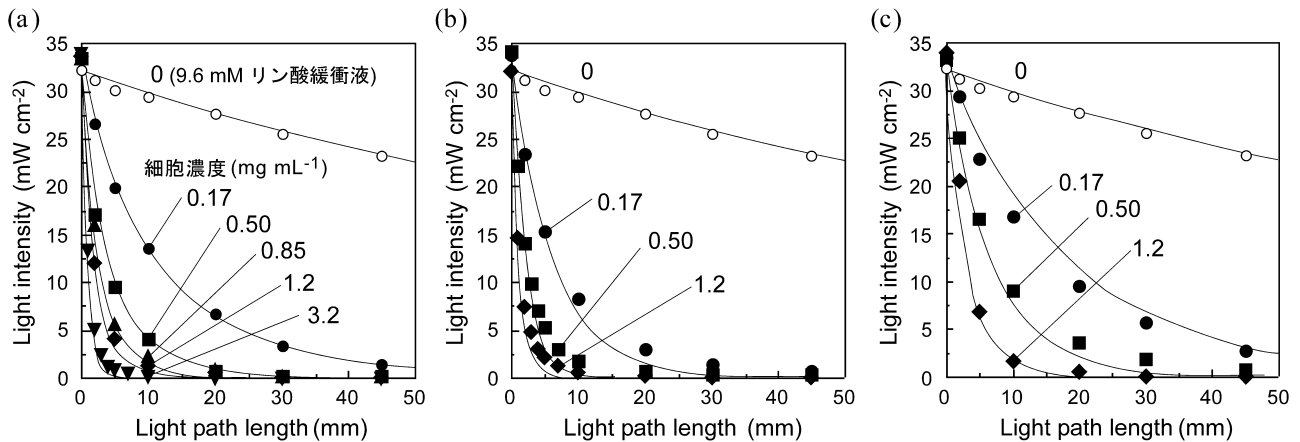 (a)
35
30
25
20
15
10
5
0
Light intensity (mW cm-2)
0 (9.6 mM リン酸緩衝液)
細胞濃度 (mg mL-1)
0.17
0.50
0.85
1.2
3.2
0 10 20 30 40 50
Light path length (mm)
(b)
35
30
25
20
15
10
5
0
Light intensity (mW cm-2)
0
0.17
0.50
1.2
0 10 20 30 40 50
Light path length (mm)
(c)
35
30
25
20
15
10
5
0
Light intensity (mW cm-2)
0
0.17
0.50
1.2
0 10 20 30 40 50
Light path length (mm)